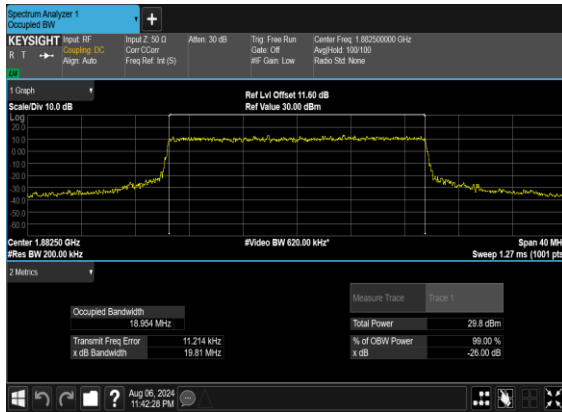 Spectrum Analyzer 1
Occupied BW
KEYSIGHT
R T
Input: RF
Coupling: DC
Align: Auto
Input Z: 50 Ω
Corr CCorr
Freq Ref: Int (S)
Atten: 30 dB
Trig: Free Run
Gate: Off
#IF Gain: Low
Center Freq: 1.882500000 GHz
Avg|Hold: 100/100
Radio Std: None
1 Graph
Scale/Div 10.0 dB
Ref Lvl Offset 11.60 dB
Ref Value 30.00 dBm
Log
20.0
10.0
0.00
-10.0
-20.0
-30.0
-40.0
-50.0
-60.0
Center 1.88250 GHz
#Video BW 620.00 kHz*
Span 40 MH
#Res BW 200.00 kHz
Sweep 1.27 ms (1001 pts
2 Metrics
Measure Trace
Trace 1
Occupied Bandwidth
18.954 MHz
Total Power
29.8 dBm
Transmit Freq Error
11.214 kHz
% of OBW Power
99.00 %
x dB Bandwidth
19.81 MHz
x dB
-26.00 dB
?
Aug 06, 2024
11:42:28 PM